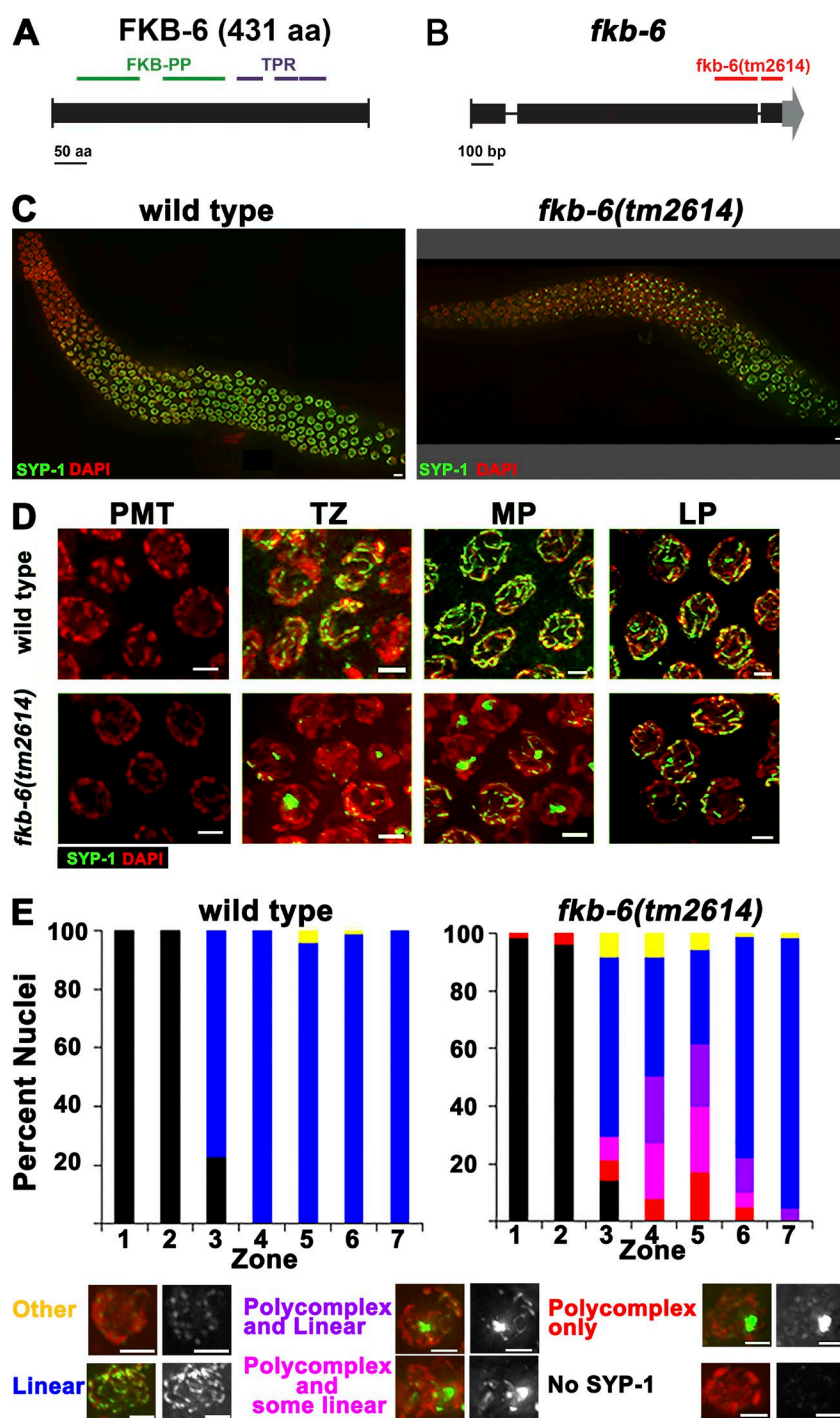 A FKB-6 (431 aa)
FKB-PP TPR
50 aa
B fkb-6
fkb-6(tm2614)
100 bp
C wild type fkb-6(tm2614)
SYP-1 DAPI SYP-1 DAPI
D PMT TZ MP LP
wild type
fkb-6(tm2614)
SYP-1 DAPI
E wild type fkb-6(tm2614)
Percent Nuclei
100 100
80 80
60 60
40 40
20 20
1 2 3 4 5 6 7 1 2 3 4 5 6 7
Zone Zone
Other
Linear
Polycomplex
and Linear
Polycomplex
and
some linear
Polycomplex
only
No SYP-1